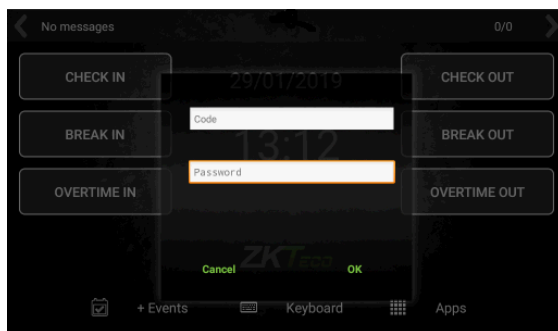 No messages 0/0
CHECK IN 29/01/2019 CHECK OUT
Code
BREAK IN 13:12 BREAK OUT
Password
OVERTIME IN OVERTIME OUT
ZKTeco
Cancel OK
+ Events Keyboard Apps